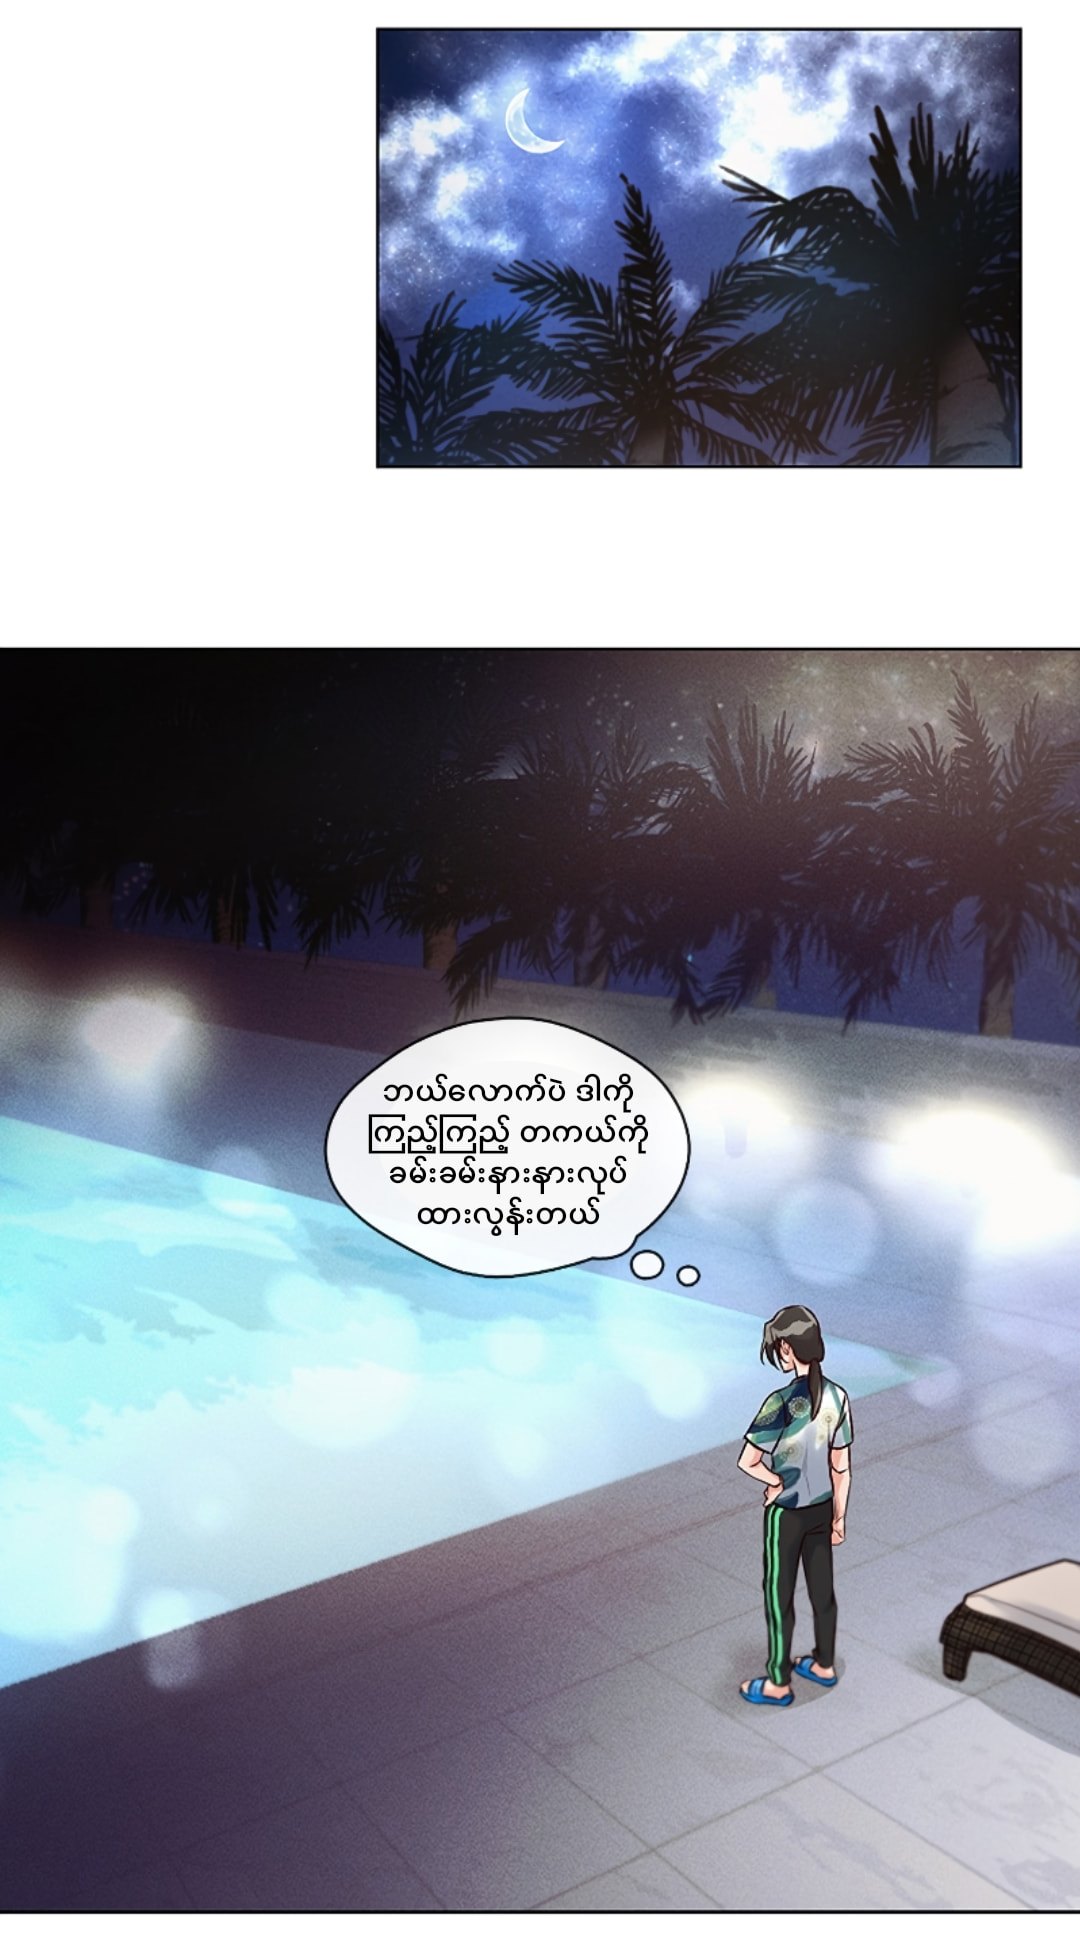 ဘယ်လောက်ပဲ ဒါကို
ကြည့်ကြည့် တကယ်ကို
ခမ်းခမ်းနားနားလုပ်
ထားလွန်းတယ်